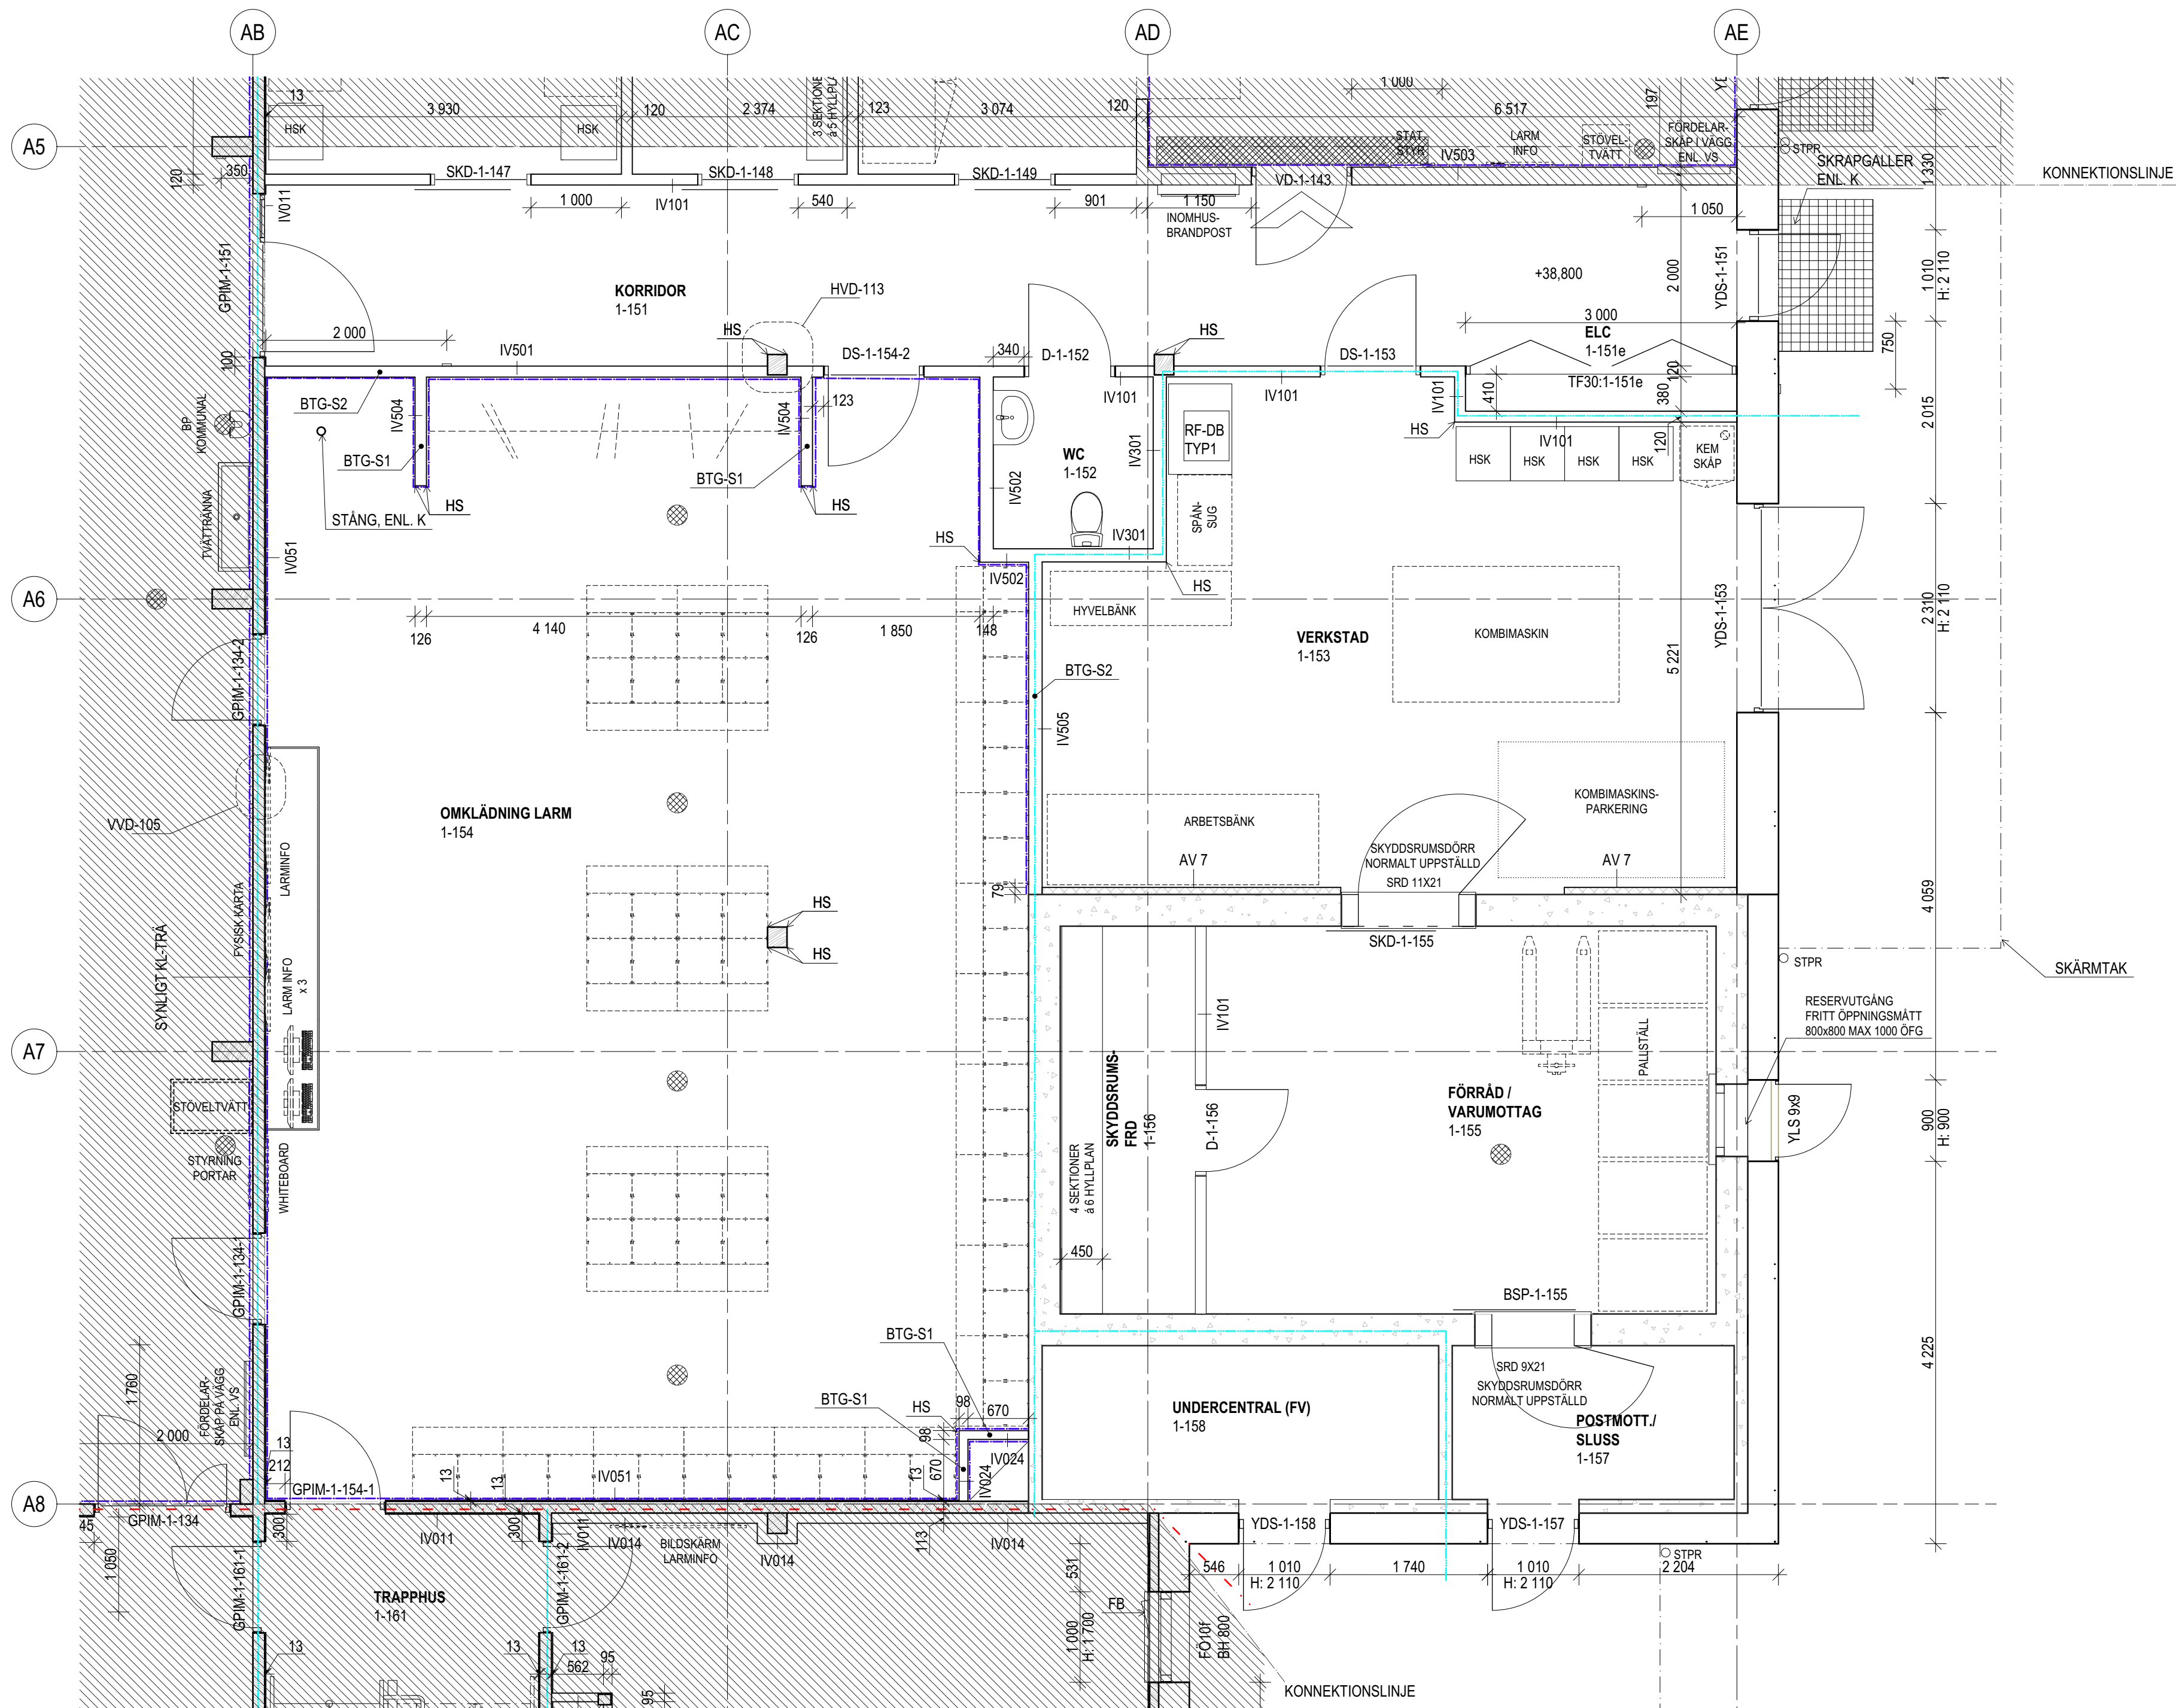 AB
AC
AD
AE
13
3 930
120
2 374
123
3 074
120
1 000
6 517
197
HSK
HSK
3 SEKTIONE
à 5 HYLLPL
STAT.
STYR
LARM
INFO
STÖVEL-
TVÄTT
FÖRDELAR-
SKÅP I VÄGG
ENL. VS
STPR
A5
120
350
SKD-1-147
SKD-1-148
SKD-1-149
IV503
SKRAPGALLER
ENL. K
1 330
KONNEKTIONSLINJE
IV011
1 000
IV101
540
901
1 150
VD-1-143
1 050
INOMHUS-
BRANDPOST
GPIM-1-151
KORRIDOR
1-151
HVD-113
+38,800
2 000
YDS-1-151
1 010
H: 2 110
2 000
HS
HS
3 000
ELC
1-151e
750
100
IV501
DS-1-154-2
340
D-1-152
DS-1-153
120
TF30:1-151e
BTG-S2
IV504
IV504
123
IV101
IV101
IV101
410
380
2 015
BP
KOMMUNAL
BTG-S1
BTG-S1
WC
1-152
IV301
RF-DB
TYP1
HS
IV101
120
HSK
HSK
HSK
HSK
KEM
SKÅP
TVÄTTRÄNNA
STÅNG, ENL. K
HS
HS
IV502
SPÅN-
SUG
IV051
HS
IV301
IV502
HS
A6
126
4 140
126
1 850
148
HYVELBÄNK
VERKSTAD
1-153
KOMBIMASKIN
YDS-1-153
2 310
H: 2 110
GPIM-1-134-2
BTG-S2
5 221
IV505
OMKLÄDNING LARM
1-154
VVD-105
LARMINFO
FYSISK KARTA
SYNLIGT KL-TRÄ
LARM INFO
x 3
ARBETSBÄNK
KOMBIMASKINS-
PARKERING
SKYDDSRUMSDÖRR
NORMALT UPPSTÄLLD
SRD 11X21
AV 7
AV 7
79
4 059
HS
HS
SKD-1-155
STPR
SKÄRMTAK
RESERVUTGÅNG
FRITT ÖPPNINGSMÅTT
800x800 MAX 1000 ÖFG
IV101
PALLSTÄLL
A7
STÖVELTVÄTT
STYRNING
PORTAR
WHITEBOARD
SKYDDSRUMS-
FRD
1-156
D-1-156
FÖRRÅD /
VARUMOTTAG
1-155
4 SEKTIONER
á 6 HYLLPLAN
450
YLS 9x9
900
H: 900
GPIM-1-134-1
BSP-1-155
4 225
BTG-S1
1 760
FÖRDELAR-
SKÅP PÅ VÄGG
ENL. VS
BTG-S1
HS
98
670
98
SRD 9X21
SKYDDSRUMSDÖRR
NORMALT UPPSTÄLLD
UNDERCENTRAL (FV)
1-158
POSTMOTT./
SLUSS
1-157
2 000
13
212
GPIM-1-154-1
13
13
IV051
13
670
IV024
IV024
A8
45
GPIM-1-134
300
IV011
300
IV011
IV014
BILDSKÄRM
LARMINFO
IV014
113
IV014
YDS-1-158
YDS-1-157
STPR
1 050
GPIM-1-161-1
GPIM-1-161-2
531
546
1 010
H: 2 110
1 740
1 010
H: 2 110
2 204
TRAPPHUS
1-161
FB
1 000
H: 1 700
FÖ10f
BH 800
13
13
13
562
95
95
KONNEKTIONSLINJE